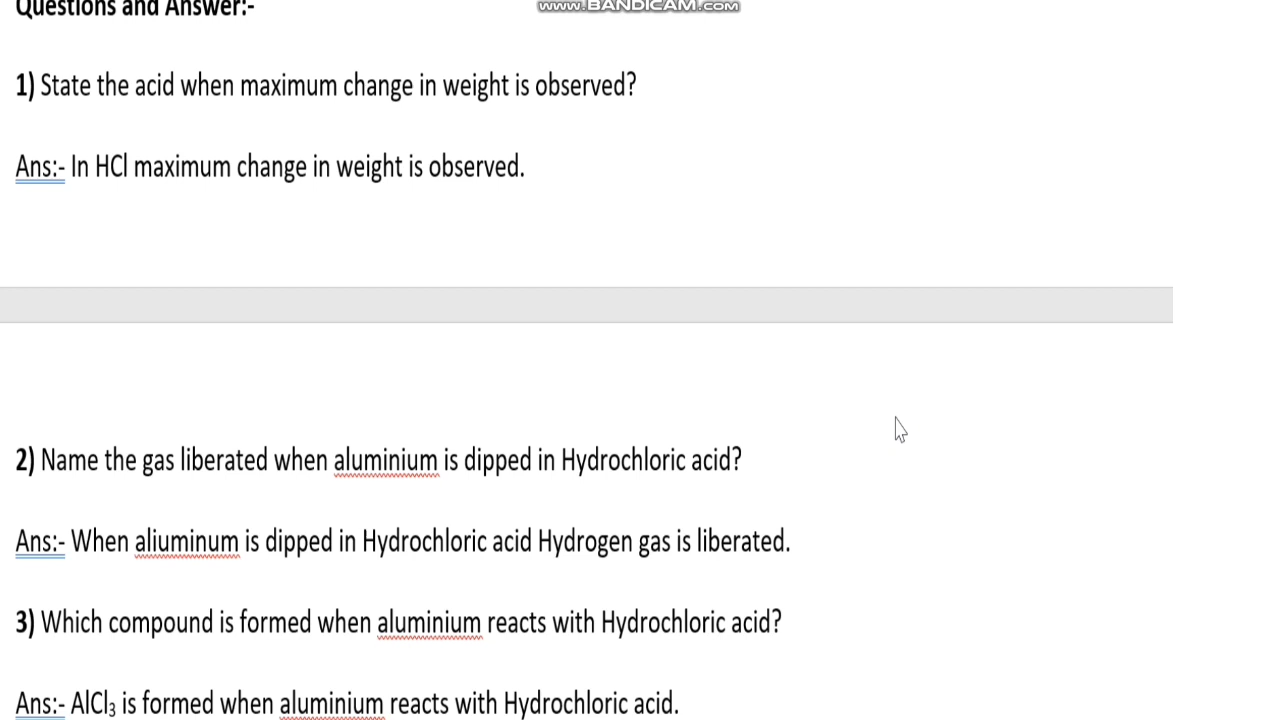 www.BANDICAM.com
Questions and Answer:-
1) State the acid when maximum change in weight is observed?
Ans:- In HCl maximum change in weight is observed.
2) Name the gas liberated when aluminium is dipped in Hydrochloric acid?
Ans:- When aliuminum is dipped in Hydrochloric acid Hydrogen gas is liberated.
3) Which compound is formed when aluminium reacts with Hydrochloric acid?
Ans:- AlCl₃ is formed when aluminium reacts with Hydrochloric acid.